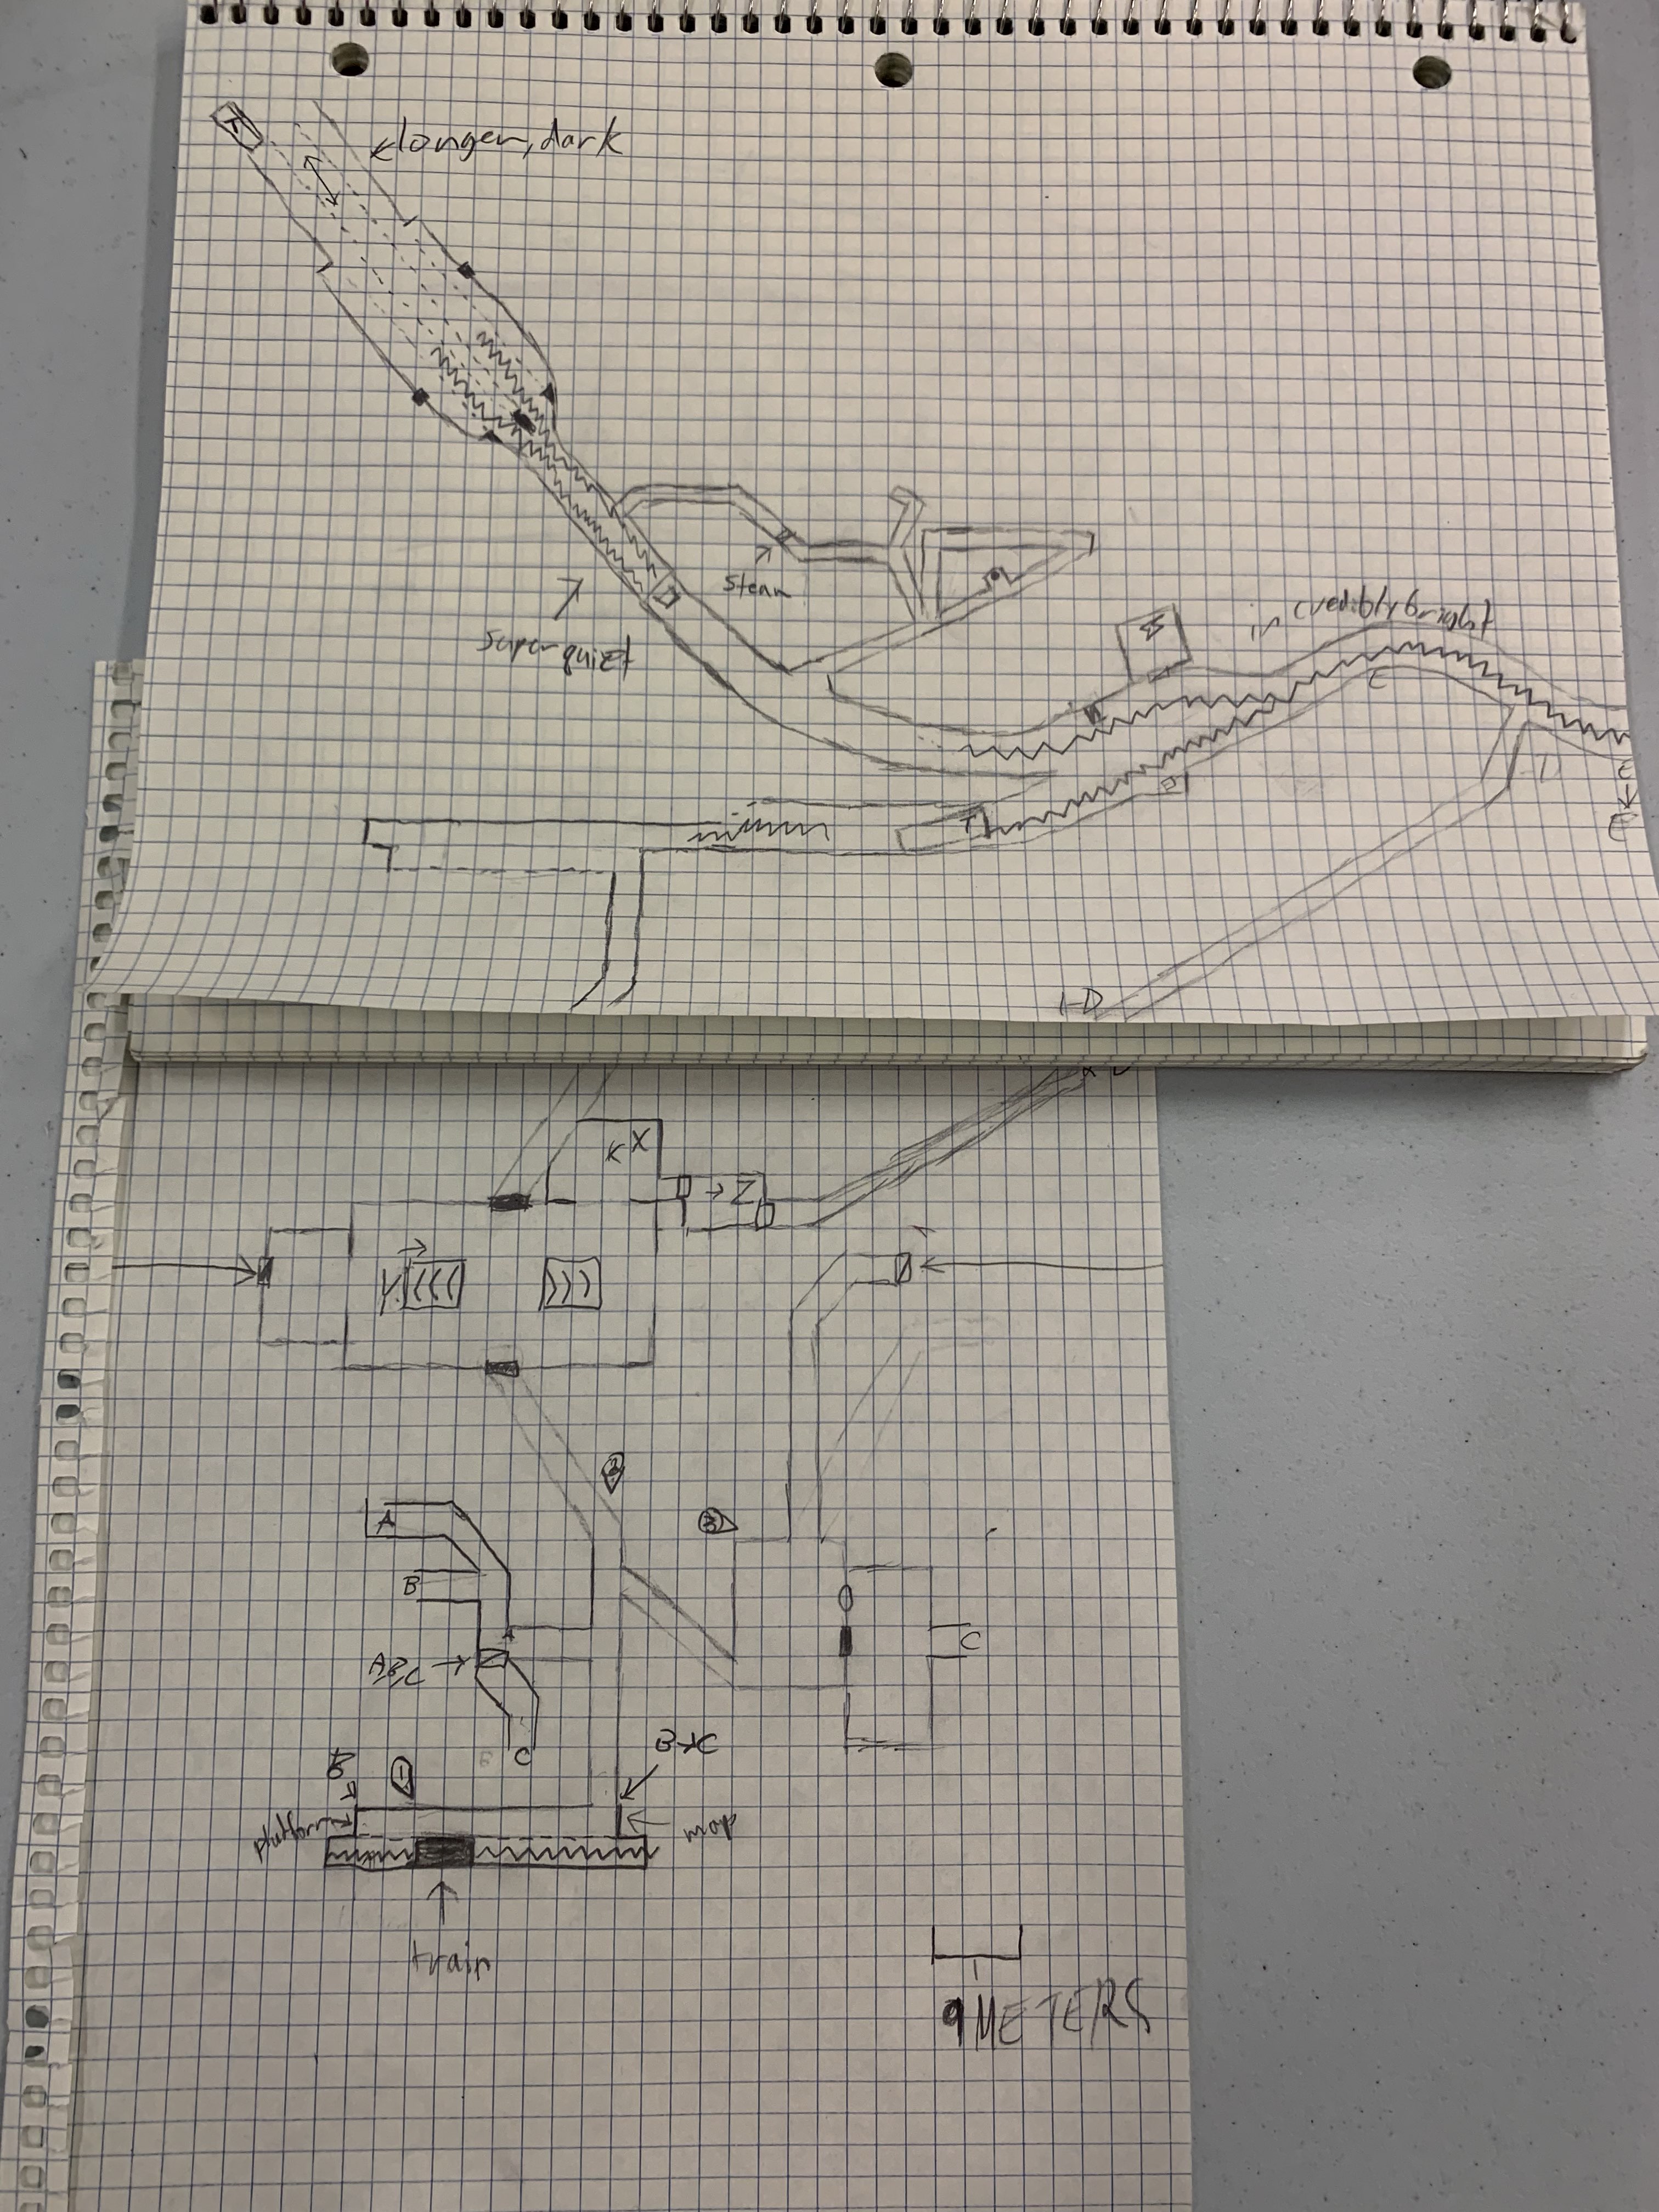 T
longer, dark
steam
super quiet
incredibly bright
E
T
D
E
D
K X
Z
Y
2
3
A
B
A,B,C
C
C
1
B→C
platform
map
train
9 METERS